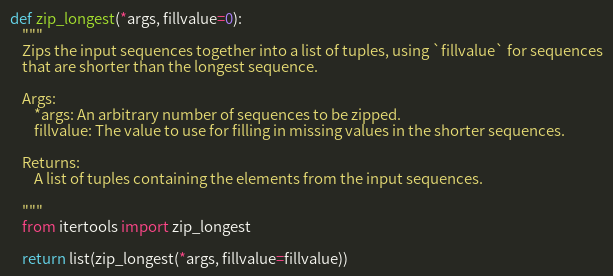 def zip_longest(*args, fillvalue=0):
    """
    Zips the input sequences together into a list of tuples, using `fillvalue` for sequences
    that are shorter than the longest sequence.

    Args:
        *args: An arbitrary number of sequences to be zipped.
        fillvalue: The value to use for filling in missing values in the shorter sequences.

    Returns:
        A list of tuples containing the elements from the input sequences.

    """
    from itertools import zip_longest

    return list(zip_longest(*args, fillvalue=fillvalue))